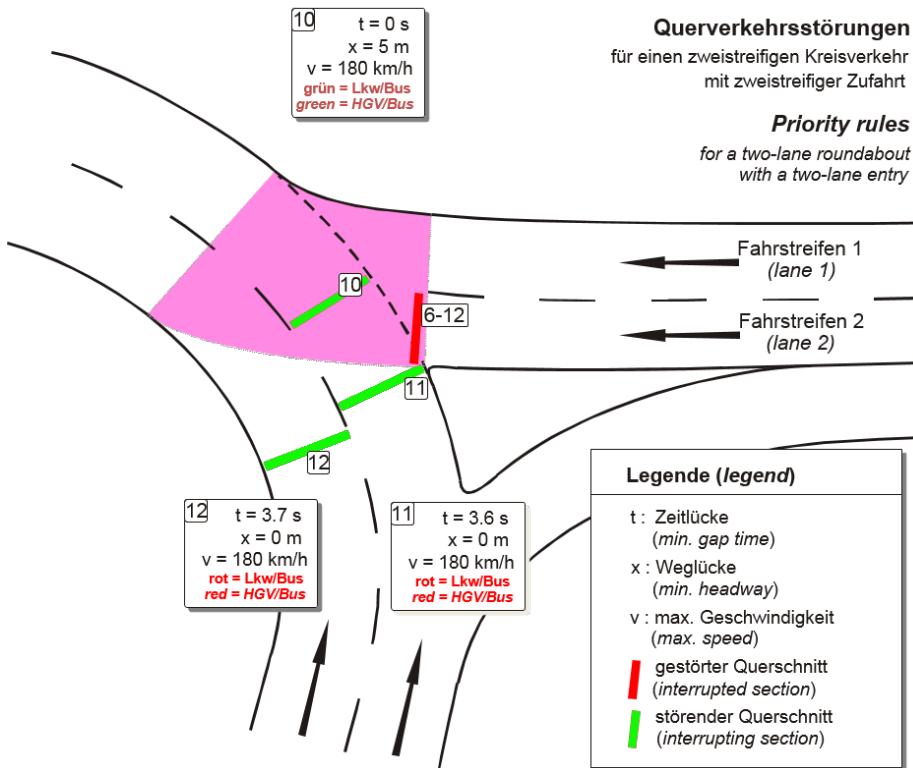 10
t = 0 s
x = 5 m
v = 180 km/h
grün = Lkw/Bus
green = HGV/Bus
Querverkehrsstörungen
für einen zweistreifigen Kreisverkehr
mit zweistreifiger Zufahrt
Priority rules
for a two-lane roundabout
with a two-lane entry
Fahrstreifen 1
(lane 1)
10
6-12
Fahrstreifen 2
(lane 2)
11
12
12
t = 3.7 s
x = 0 m
v = 180 km/h
rot = Lkw/Bus
red = HGV/Bus
11
t = 3.6 s
x = 0 m
v = 180 km/h
rot = Lkw/Bus
red = HGV/Bus
Legende (legend)
t : Zeitlücke
(min. gap time)
x : Weglücke
(min. headway)
v : max. Geschwindigkeit
(max. speed)
gestörter Querschnitt
(interrupted section)
störender Querschnitt
(interrupting section)